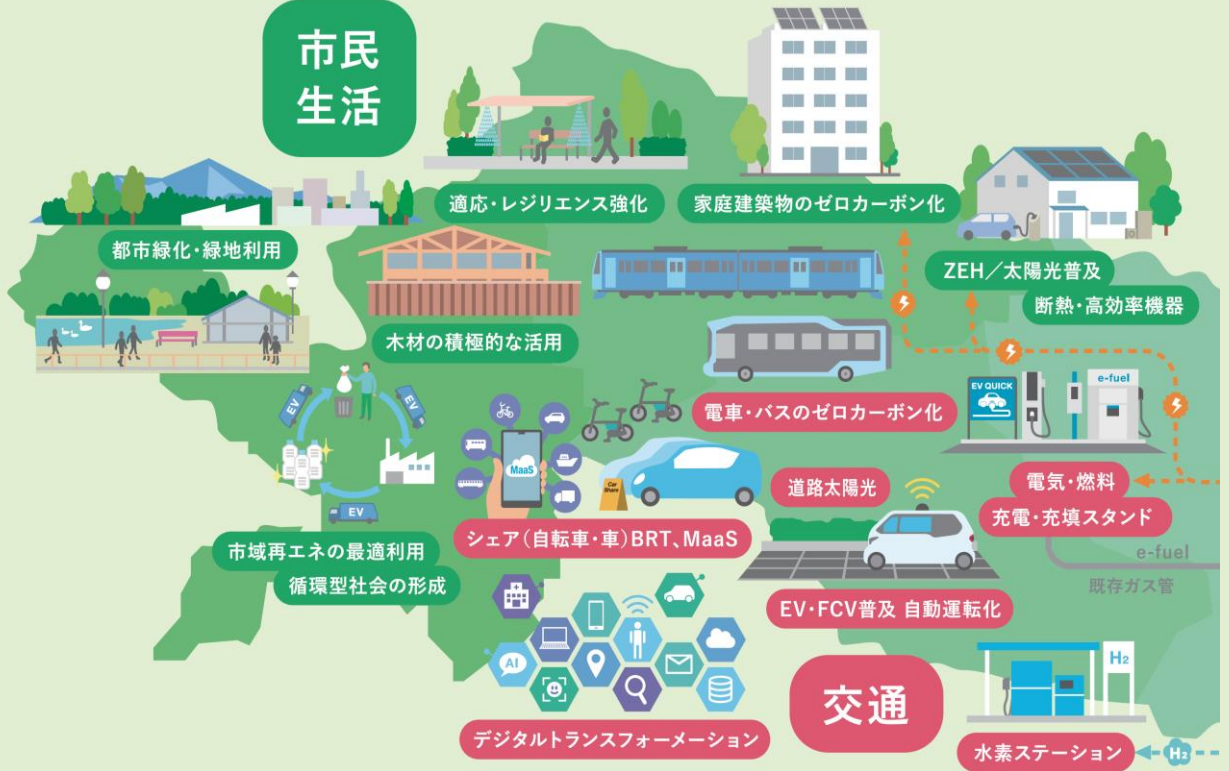 市民
生活
適応・レジリエンス強化
家庭建築物のゼロカーボン化
都市緑化・緑地利用
ZEH／太陽光普及
断熱・高効率機器
木材の積極的な活用
EV QUICK
e-fuel
電車・バスのゼロカーボン化
EV
EV
MaaS
Car
Share
道路太陽光
電気・燃料
充電・充填スタンド
EV
シェア（自転車・車）BRT、MaaS
市域再エネの最適利用
循環型社会の形成
e-fuel
既存ガス管
EV・FCV普及 自動運転化
AI
H2
交通
デジタルトランスフォーメーション
水素ステーション
H2